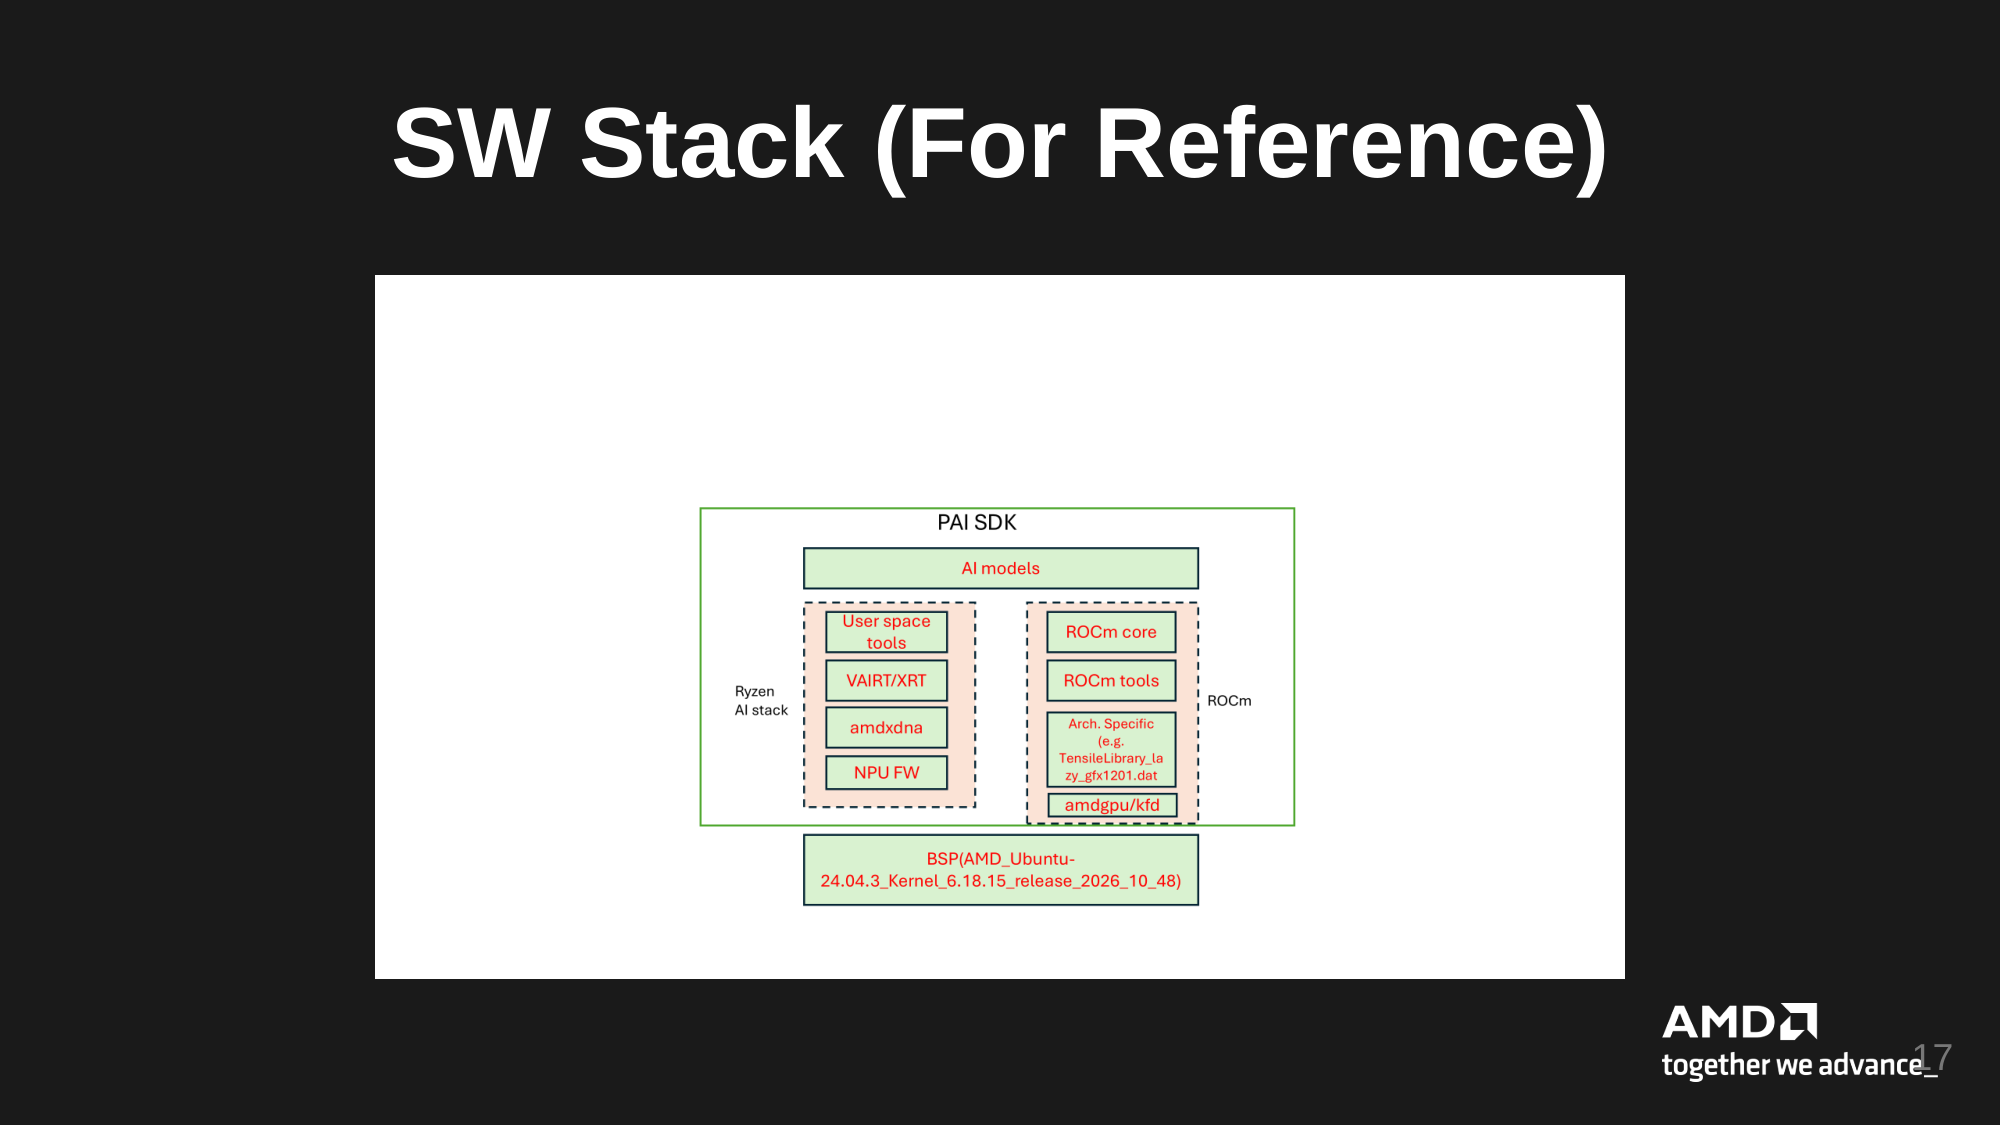 SW Stack (For Reference)
PAI SDK
AI models
User space
tools
VAIRT/XRT
amdxdna
NPU FW
Ryzen
AI stack
ROCm core
ROCm tools
Arch. Specific
(e.g.
TensileLibrary_la
zy_gfx1201.dat
amdgpu/kfd
ROCm
BSP(AMD_Ubuntu-
24.04.3_Kernel_6.18.15_release_2026_10_48)
AMD
together we advance_
17